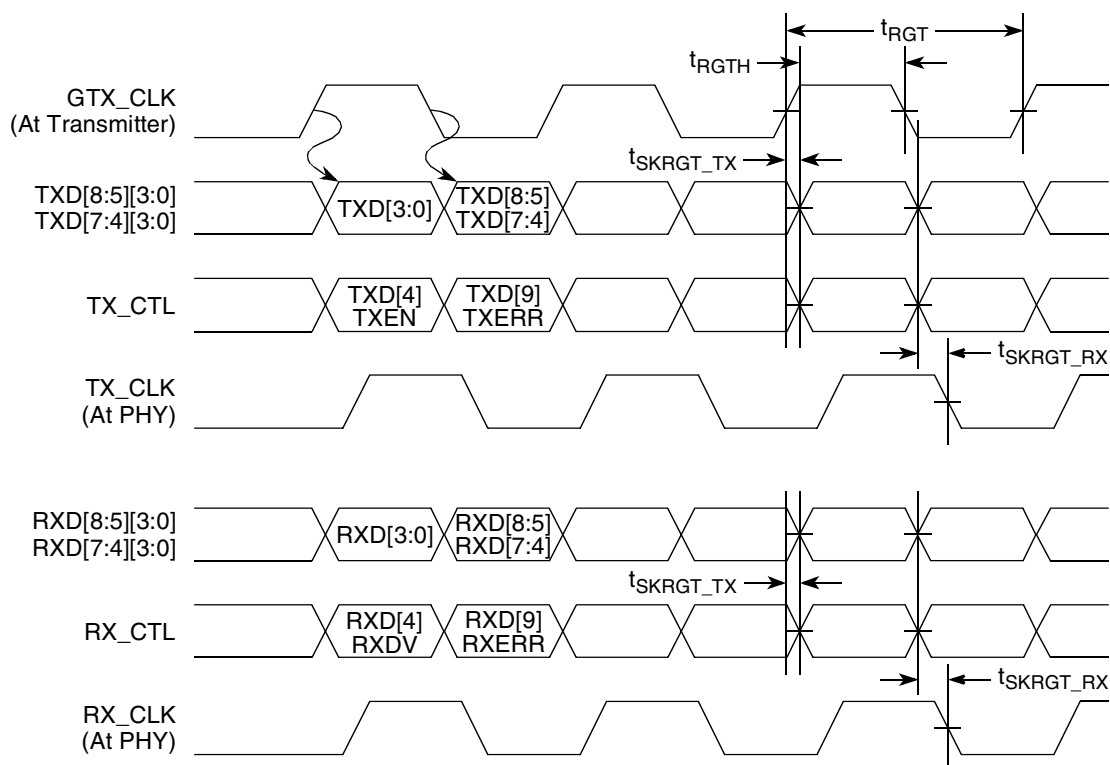 tRGT
tRGTH
GTX_CLK
(At Transmitter)
tSKRGT_TX
TXD[8:5][3:0]
TXD[7:4][3:0]
TXD[3:0]
TXD[8:5]
TXD[7:4]
TX_CTL
TXD[4]
TXEN
TXD[9]
TXERR
tSKRGT_RX
TX_CLK
(At PHY)
RXD[8:5][3:0]
RXD[7:4][3:0]
RXD[3:0]
RXD[8:5]
RXD[7:4]
tSKRGT_TX
RX_CTL
RXD[4]
RXDV
RXD[9]
RXERR
tSKRGT_RX
RX_CLK
(At PHY)